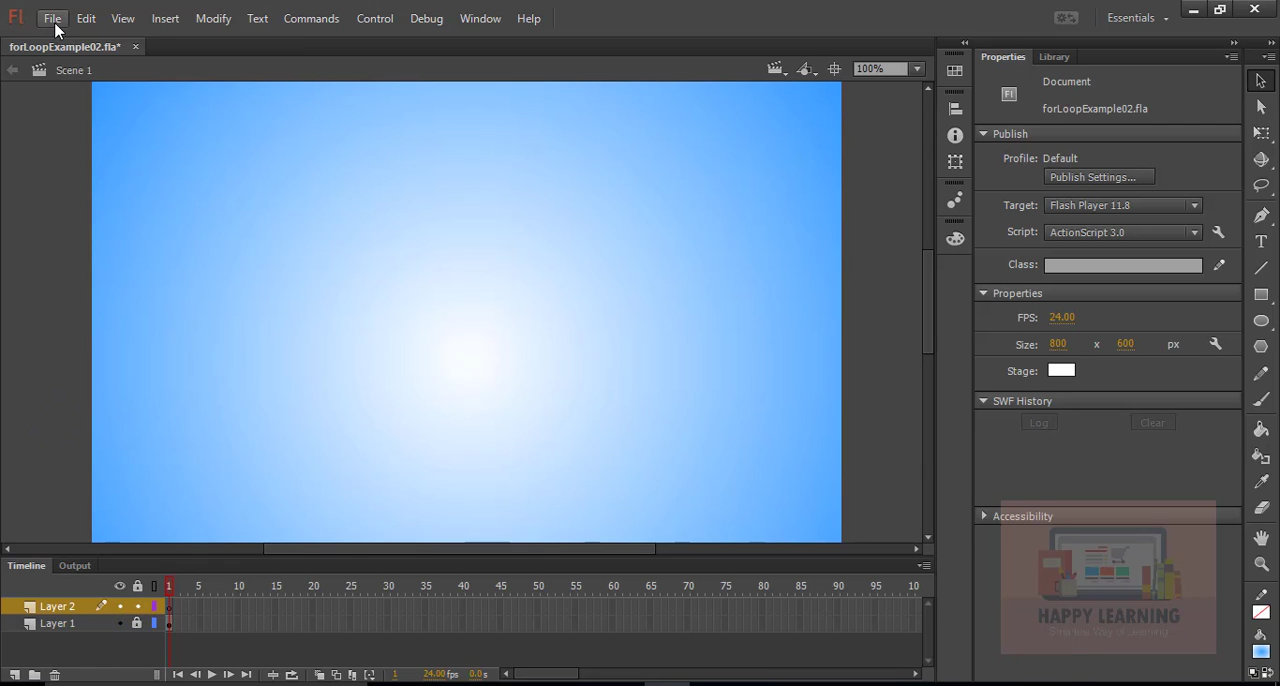 Fl File Edit View Insert Modify Text Commands Control Debug Window Help Essentials
forLoopExample02.fla*
Scene 1 100%
Properties Library
Document
Fl forLoopExample02.fla
Publish
Profile: Default
Publish Settings...
Target: Flash Player 11.8
Script: ActionScript 3.0
Class:
Properties
FPS: 24.00
Size: 800 x 600 px
Stage:
SWF History
Log Clear
Accessibility
HAPPY LEARNING
Timeline Output
1 5 10 15 20 25 30 35 40 45 50 55 60 65 70 75 80 85 90 95 10
Layer 2
Layer 1
1 24.00fps 0.0s